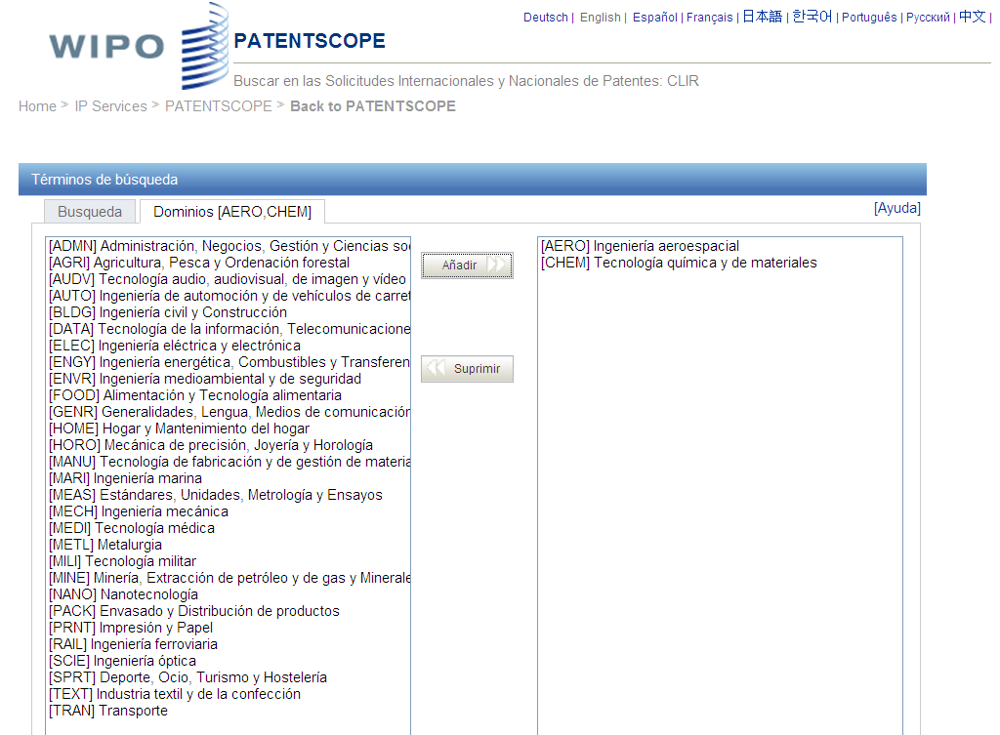 WIPO
PATENTSCOPE
Deutsch | English | Español | Français | 日本語 | 한국어 | Português | Русский | 中文 |
Buscar en las Solicitudes Internacionales y Nacionales de Patentes: CLIR
Home > IP Services > PATENTSCOPE > Back to PATENTSCOPE
Términos de búsqueda
Busqueda
Dominios [AERO,CHEM]
[Ayuda]
[ADMN] Administración, Negocios, Gestión y Ciencias so
[AGRI] Agricultura, Pesca y Ordenación forestal
[AUDV] Tecnología audio, audiovisual, de imagen y vídeo
[AUTO] Ingeniería de automoción y de vehículos de carret
[BLDG] Ingeniería civil y Construcción
[DATA] Tecnología de la información, Telecomunicacione
[ELEC] Ingeniería eléctrica y electrónica
[ENGY] Ingeniería energética, Combustibles y Transferen
[ENVR] Ingeniería medioambiental y de seguridad
[FOOD] Alimentación y Tecnología alimentaria
[GENR] Generalidades, Lengua, Medios de comunicación
[HOME] Hogar y Mantenimiento del hogar
[HORO] Mecánica de precisión, Joyería y Horología
[MANU] Tecnología de fabricación y de gestión de materia
[MARI] Ingeniería marina
[MEAS] Estándares, Unidades, Metrología y Ensayos
[MECH] Ingeniería mecánica
[MEDI] Tecnología médica
[METL] Metalurgia
[MILI] Tecnología militar
[MINE] Minería, Extracción de petróleo y de gas y Minerale
[NANO] Nanotecnología
[PACK] Envasado y Distribución de productos
[PRNT] Impresión y Papel
[RAIL] Ingeniería ferroviaria
[SCIE] Ingeniería óptica
[SPRT] Deporte, Ocio, Turismo y Hostelería
[TEXT] Industria textil y de la confección
[TRAN] Transporte
Añadir
Suprimir
[AERO] Ingeniería aeroespacial
[CHEM] Tecnología química y de materiales